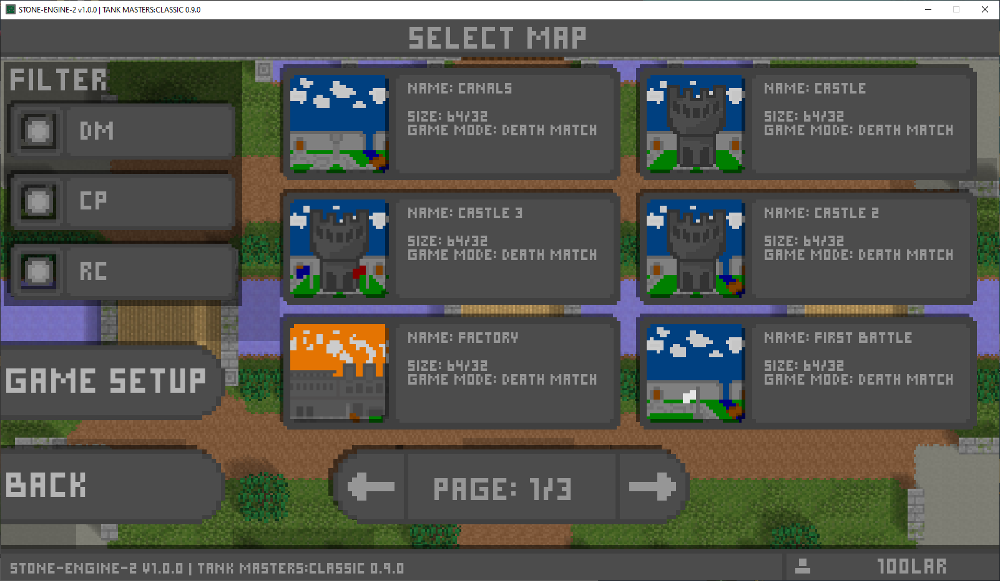 STONE-ENGINE-2 v1.0.0 | TANK MASTERS:CLASSIC 0.9.0
SELECT MAP
FILTER
DM
CP
RC
GAME SETUP
BACK
NAME: CANALS
SIZE: 64/32
GAME MODE: DEATH MATCH
NAME: CASTLE
SIZE: 64/32
GAME MODE: DEATH MATCH
NAME: CASTLE 3
SIZE: 64/32
GAME MODE: DEATH MATCH
NAME: CASTLE 2
SIZE: 64/32
GAME MODE: DEATH MATCH
NAME: FACTORY
SIZE: 64/32
GAME MODE: DEATH MATCH
NAME: FIRST BATTLE
SIZE: 64/32
GAME MODE: DEATH MATCH
PAGE: 1/3
STONE-ENGINE-2 V1.0.0 | TANK MASTERS:CLASSIC 0.9.0
100LAR